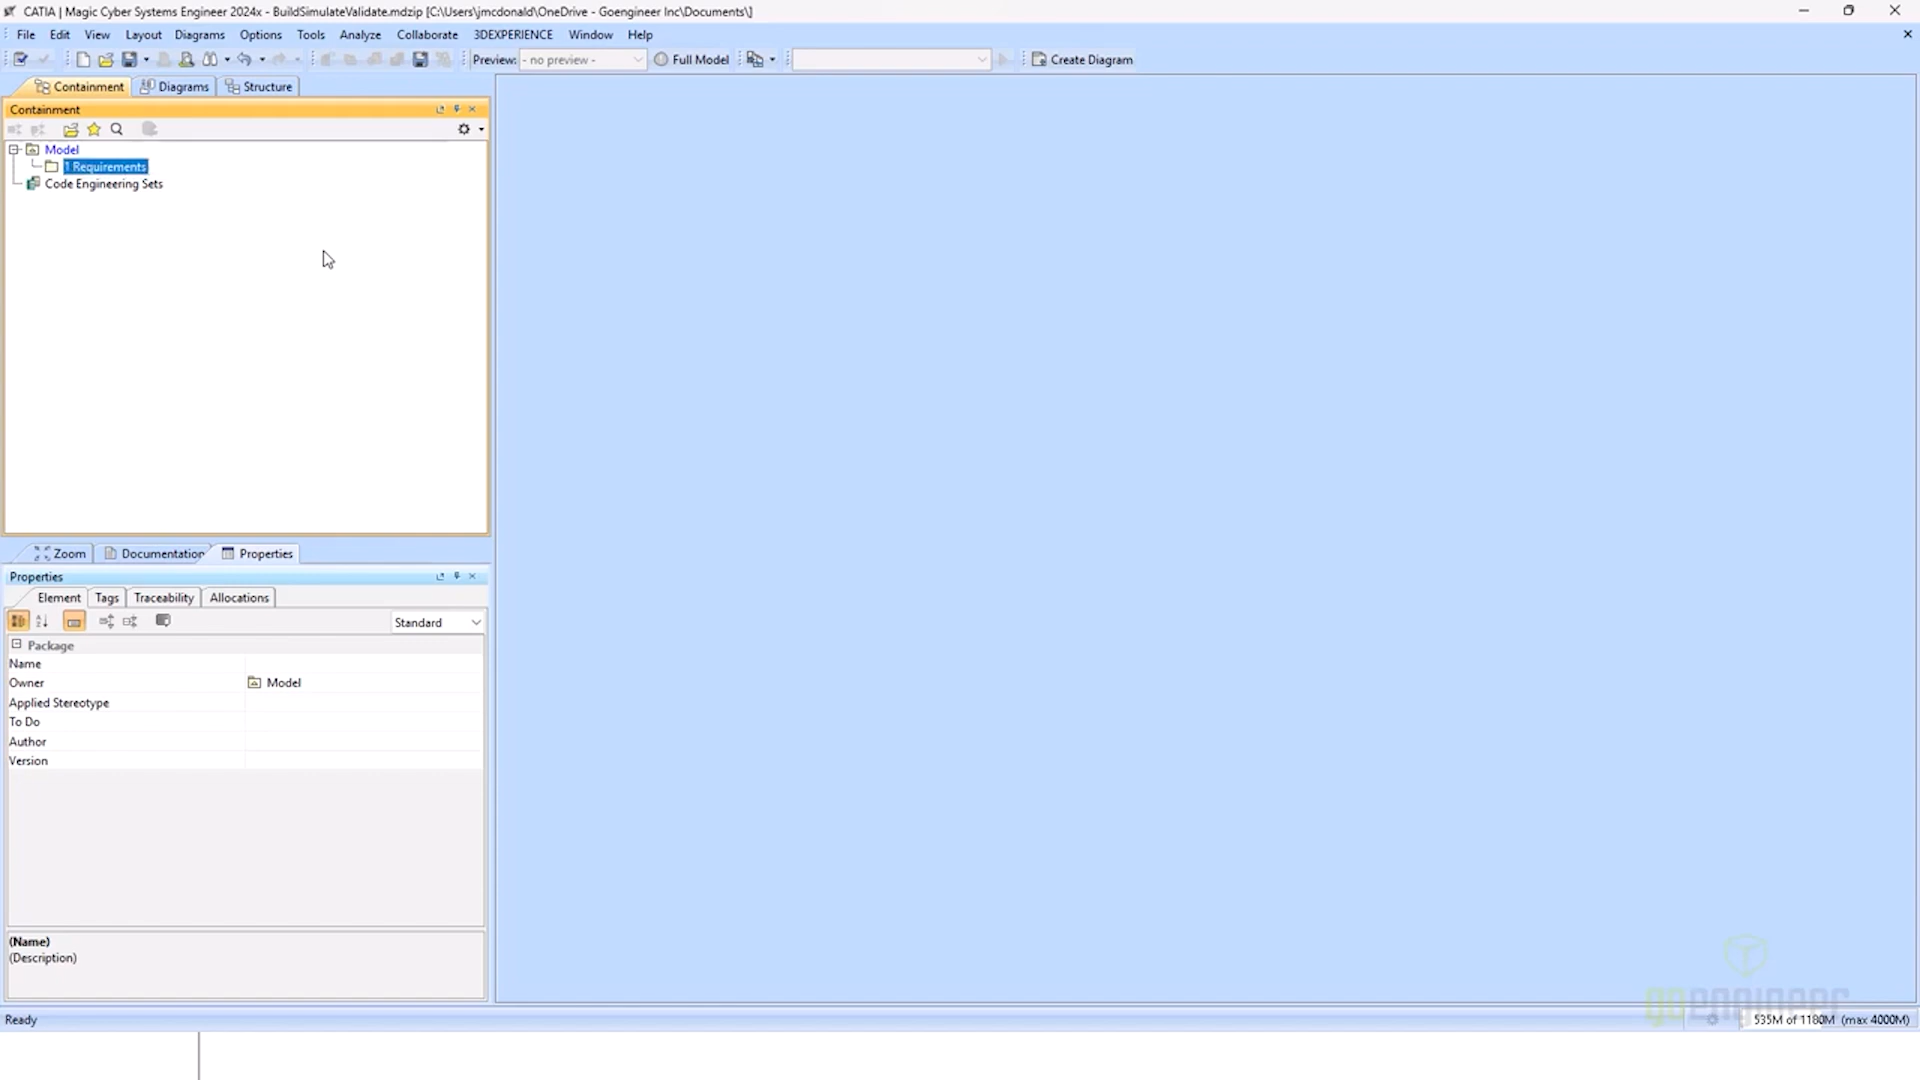 CATIA | Magic Cyber Systems Engineer 2024x - BuildSimulateValidate.mdzip [C:\Users\jmcdonald\OneDrive - Goengineer Inc\Documents\]
File Edit View Layout Diagrams Options Tools Analyze Collaborate 3DEXPERIENCE Window Help
Preview: - no preview - Full Model Create Diagram
Containment Diagrams Structure
Containment
Model
1 Requirements
Code Engineering Sets
Zoom Documentation Properties
Properties
Element Tags Traceability Allocations
Standard
Package
Name
Owner Model
Applied Stereotype
To Do
Author
Version
(Name)
(Description)
goengineer
Ready 535M of 1180M (max 4000M)